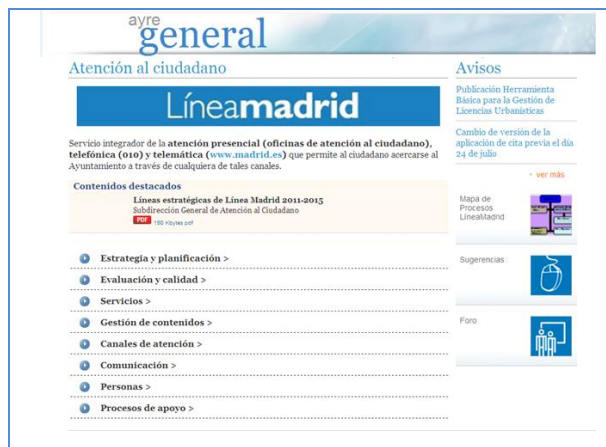 ayre
general
Atención al ciudadano
Líneamadrid
Servicio integrador de la atención presencial (oficinas de atención al ciudadano),
telefónica (010) y telemática (www.madrid.es) que permite al ciudadano acercarse al
Ayuntamiento a través de cualquiera de tales canales.
Contenidos destacados
Líneas estratégicas de Línea Madrid 2011-2015
Subdirección General de Atención al Ciudadano
PDF 188 Kbytes pdf
Estrategia y planificación >
Evaluación y calidad >
Servicios >
Gestión de contenidos >
Canales de atención >
Comunicación >
Personas >
Procesos de apoyo >
Avisos
Publicación Herramienta
Básica para la Gestión de
Licencias Urbanísticas
Cambio de versión de la
aplicación de cita previa el día
24 de julio
ver más
Mapa de
Procesos
LíneaMadrid
Sugerencias
Foro